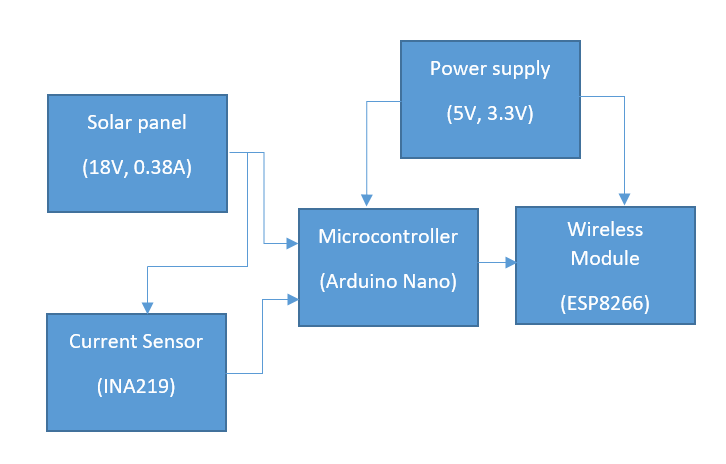 Power supply
(5V, 3.3V)
Solar panel
(18V, 0.38A)
Microcontroller
(Arduino Nano)
Wireless
Module
(ESP8266)
Current Sensor
(INA219)